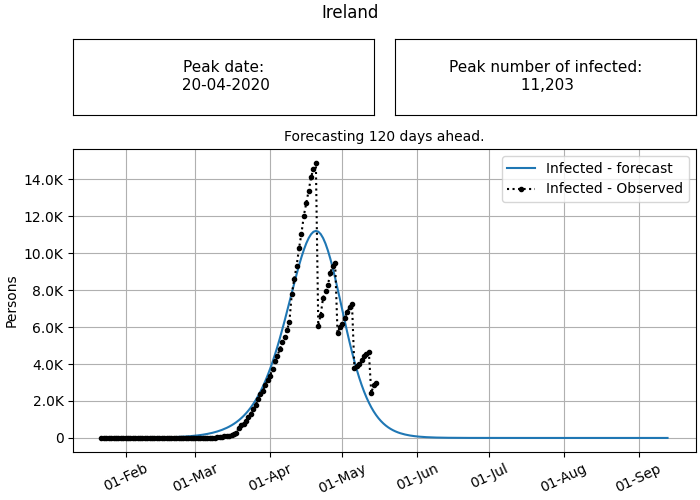 Ireland
Peak date:
20-04-2020
Peak number of infected:
11,203
Forecasting 120 days ahead.
Infected - forecast
Infected - Observed
14.0K
12.0K
10.0K
8.0K
6.0K
4.0K
2.0K
0
Persons
01-Feb
01-Mar
01-Apr
01-May
01-Jun
01-Jul
01-Aug
01-Sep